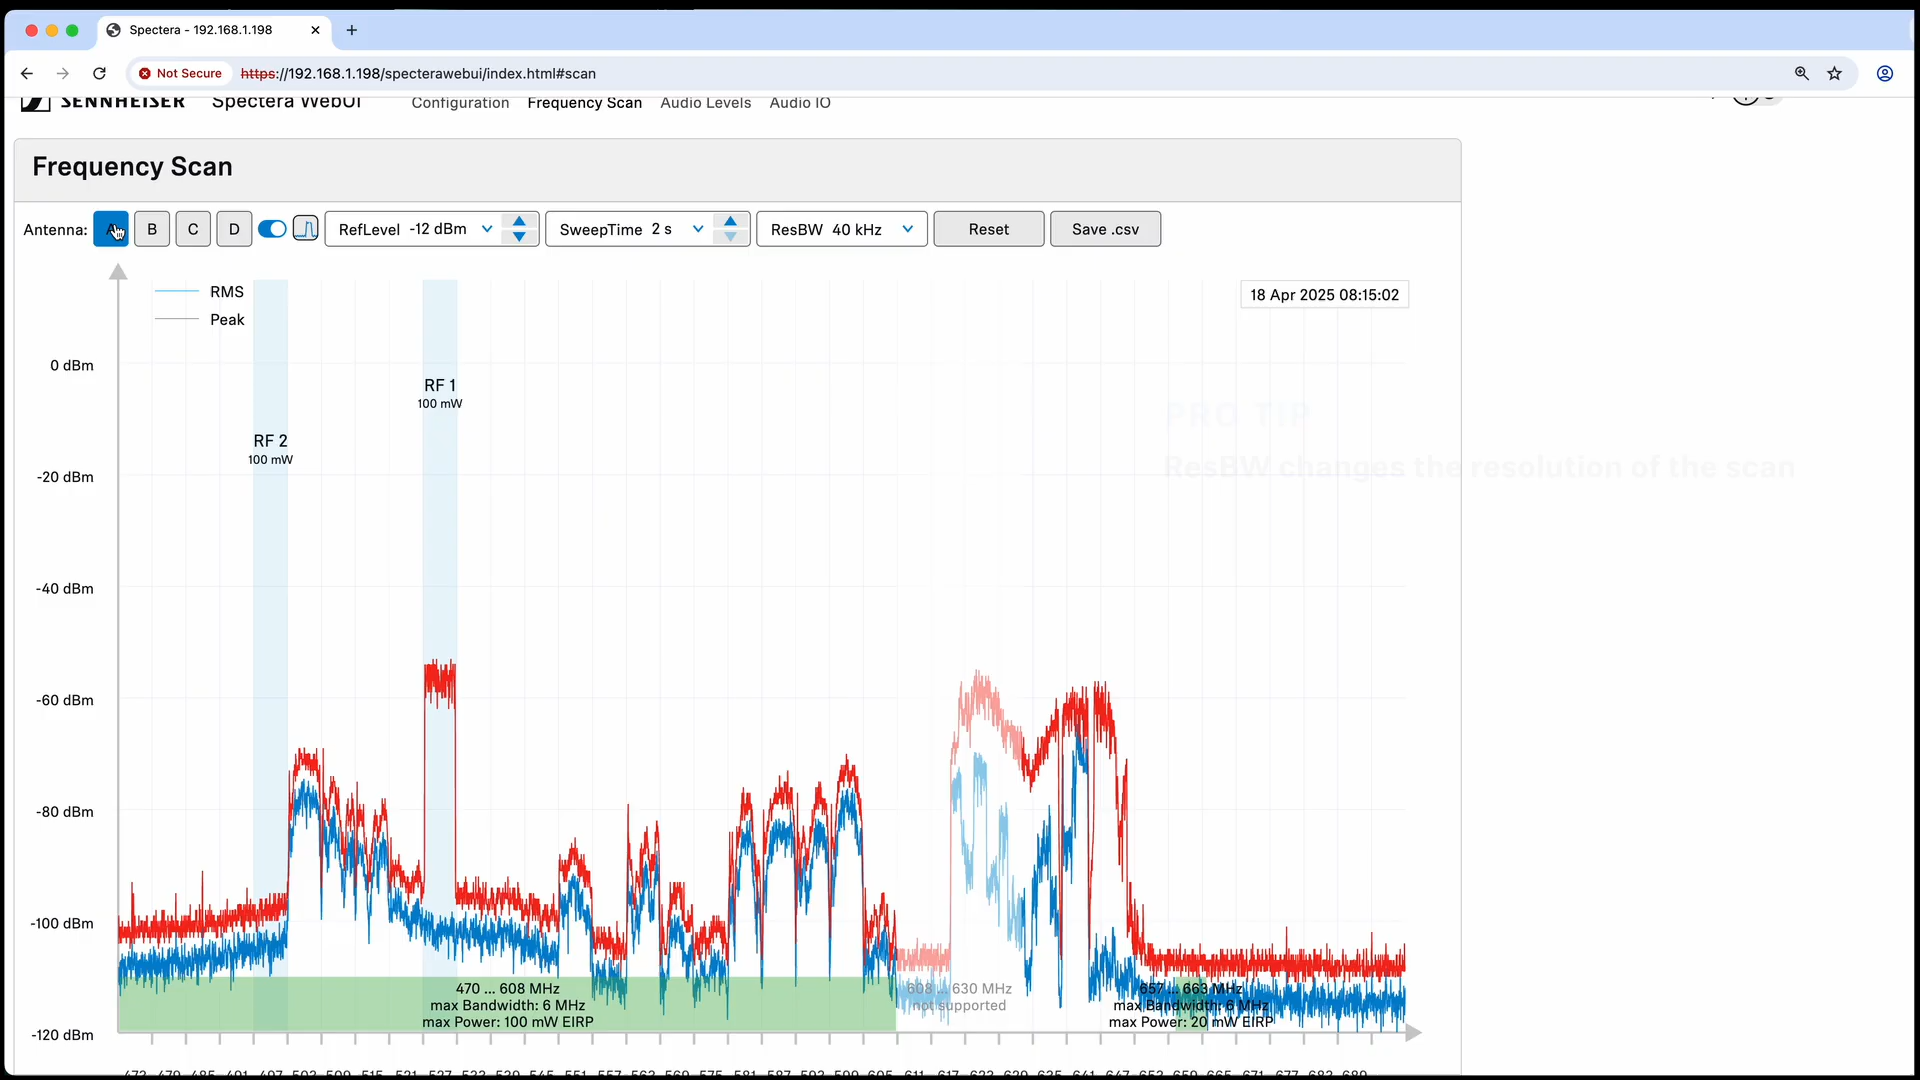 Spectera - 192.168.1.198
Not Secure https://192.168.1.198/specterawebui/index.html#scan
SENNHEISER Spectera WebUI Configuration Frequency Scan Audio Levels Audio IO
Frequency Scan
Antenna: A B C D RefLevel -12 dBm SweepTime 2 s ResBW 40 kHz Reset Save .csv
RMS
Peak
18 Apr 2025 08:15:02
0 dBm
RF 1
100 mW
PRO TIP
RF 2
100 mW
ResBW changes the resolution of the scan
-20 dBm
-40 dBm
-60 dBm
-80 dBm
-100 dBm
470 ... 608 MHz
max Bandwidth: 6 MHz
max Power: 100 mW EIRP
608 ... 630 MHz
not supported
657 ... 663 MHz
max Bandwidth: 6 MHz
max Power: 20 mW EIRP
-120 dBm